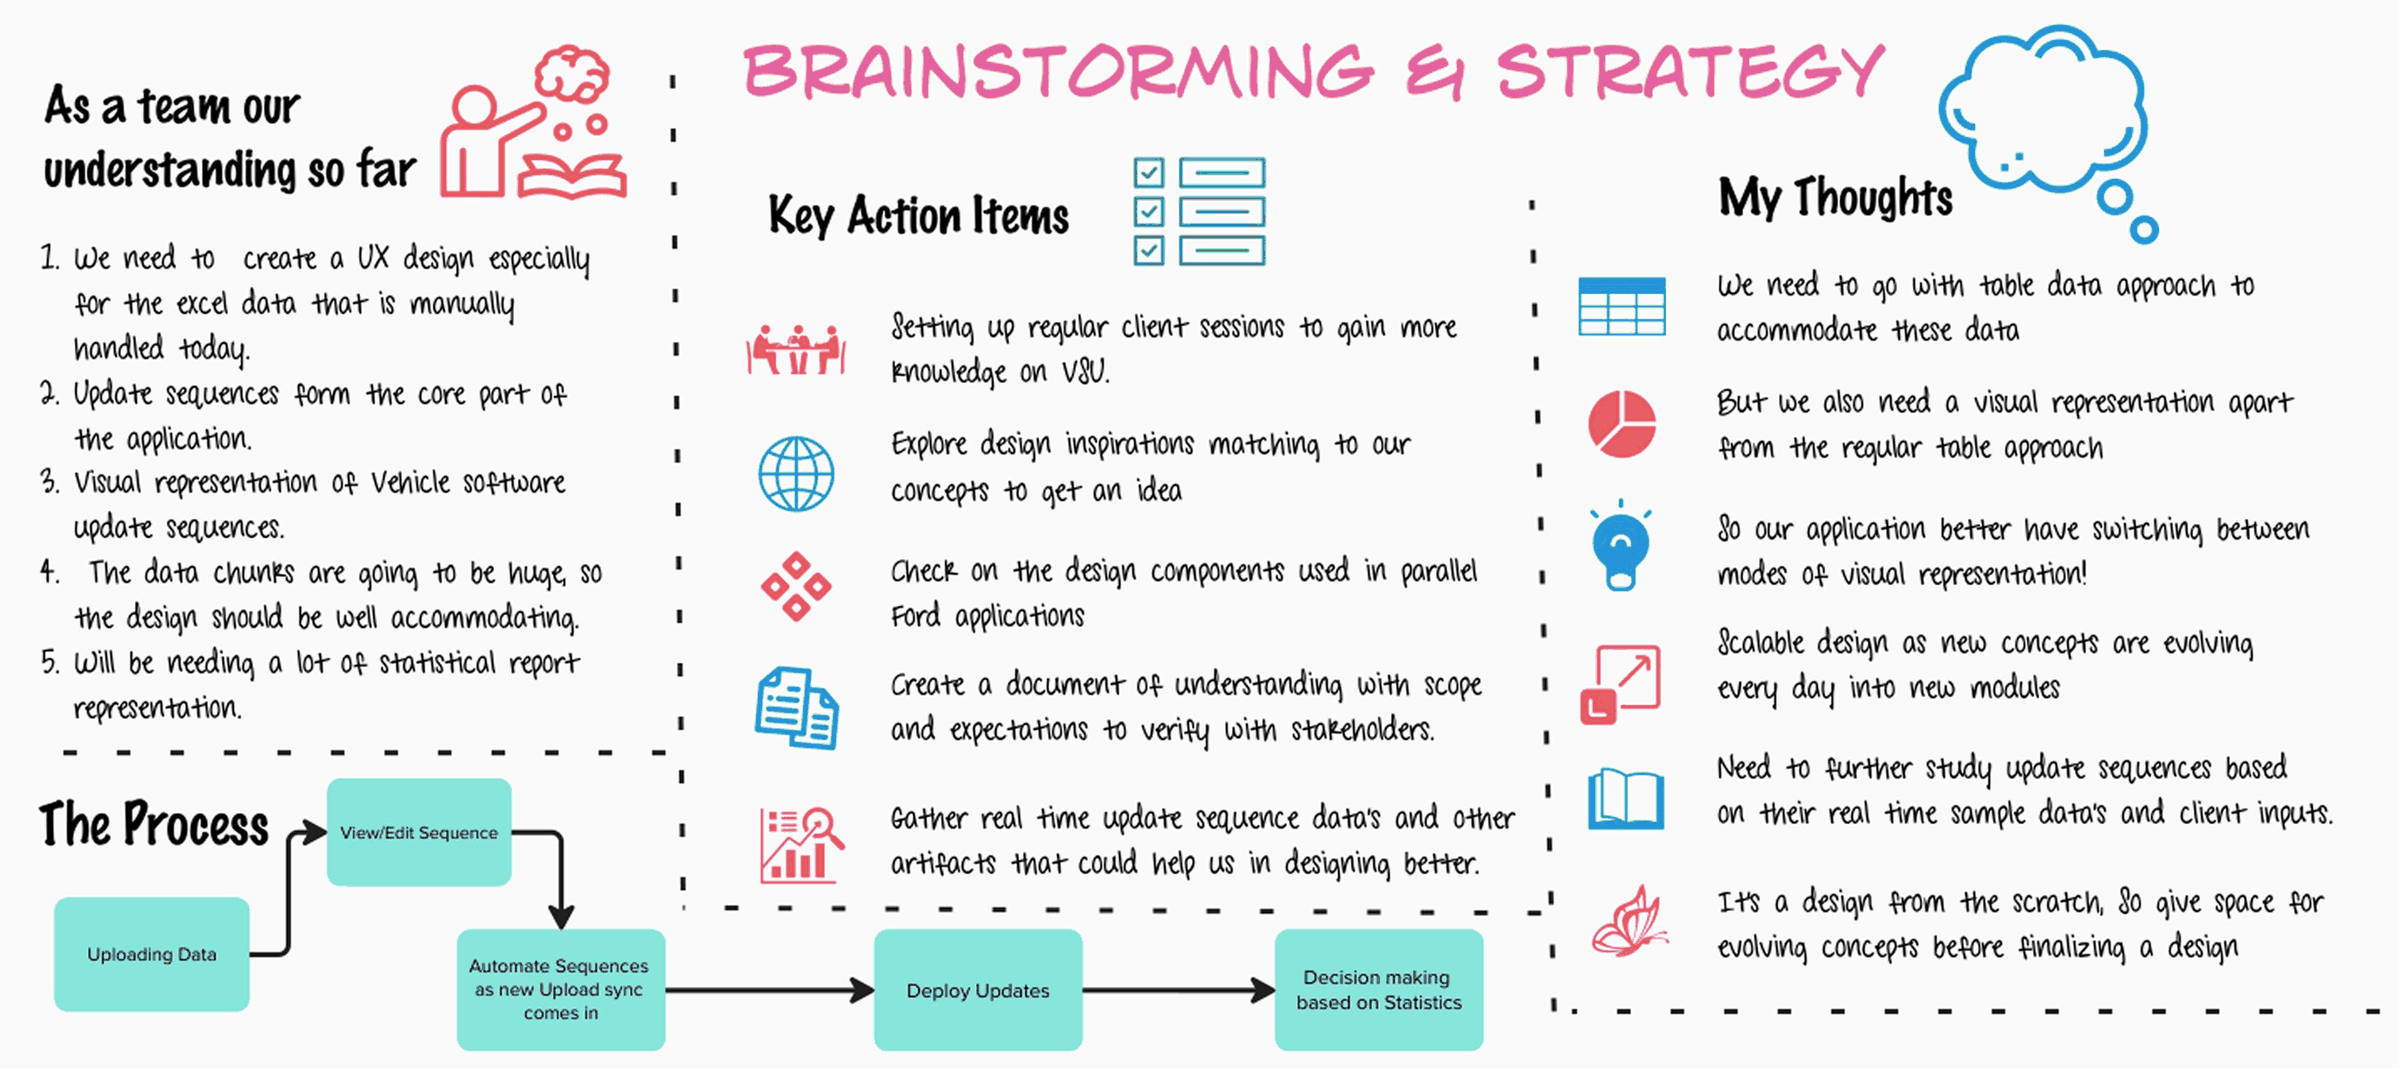 BRAINSTORMING & STRATEGY
As a team our
understanding so far
1. We need to create a UX design especially
for the excel data that is manually
handled today.
2. Update sequences form the core part of
the application.
3. Visual representation of Vehicle software
update sequences.
4. The data chunks are going to be huge, so
the design should be well accommodating.
5. Will be needing a lot of statistical report
representation.
Key Action Items
Setting up regular client sessions to gain more
knowledge on VSU.
Explore design inspirations matching to our
concepts to get an idea
Check on the design components used in parallel
Ford applications
Create a document of understanding with scope
and expectations to verify with stakeholders.
Gather real time update sequence data's and other
artifacts that could help us in designing better.
My Thoughts
We need to go with table data approach to
accommodate these data
But we also need a visual representation apart
from the regular table approach
So our application better have switching between
modes of visual representation!
Scalable design as new concepts are evolving
every day into new modules
Need to further study update sequences based
on their real time sample data's and client inputs.
It's a design from the scratch, So give space for
evolving concepts before finalizing a design
The Process
Uploading Data
View/Edit Sequence
Automate Sequences
as new Upload sync
comes in
Deploy Updates
Decision making
based on Statistics